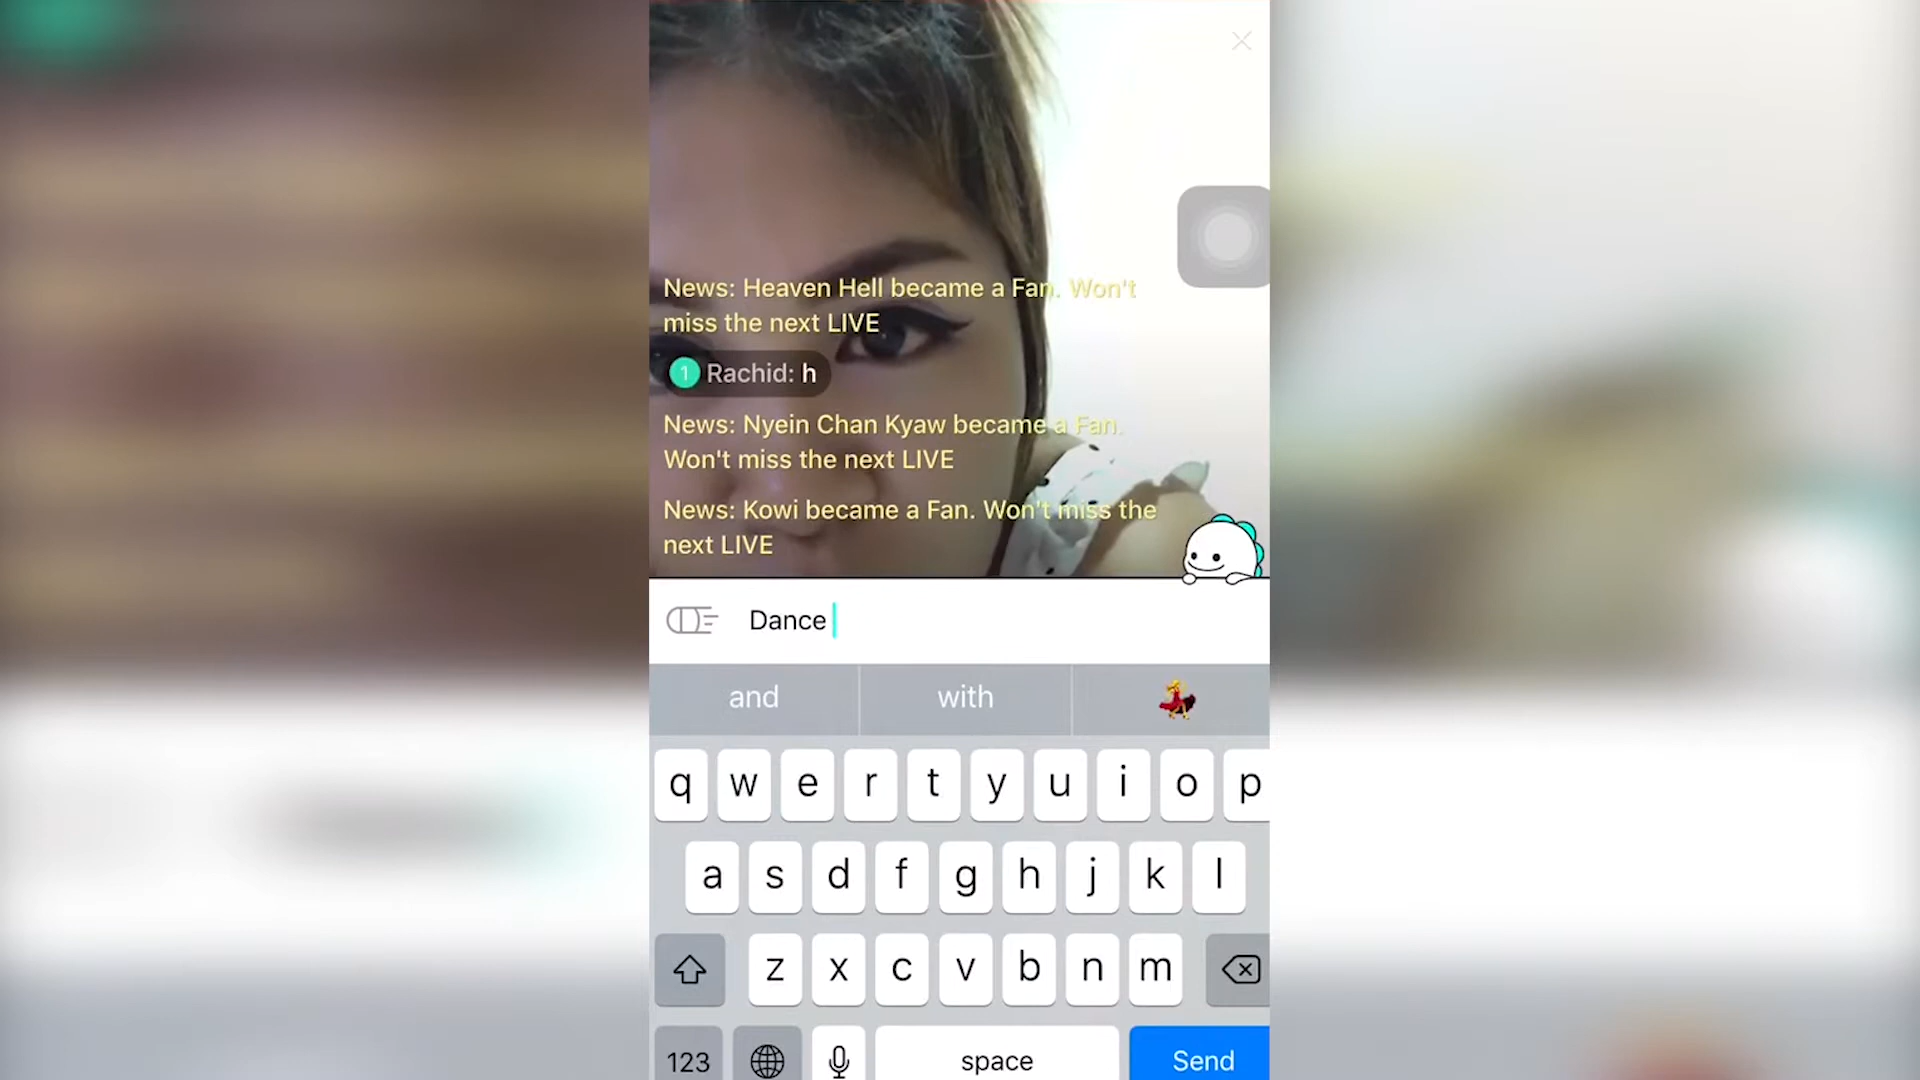 News: Heaven Hell became a Fan. Won't
miss the next LIVE
1 Rachid: h
News: Nyein Chan Kyaw became a Fan.
Won't miss the next LIVE
News: Kowi became a Fan. Won't miss the
next LIVE
Dance
and with
q w e r t y u i o p
a s d f g h j k l
z x c v b n m
123 space Send